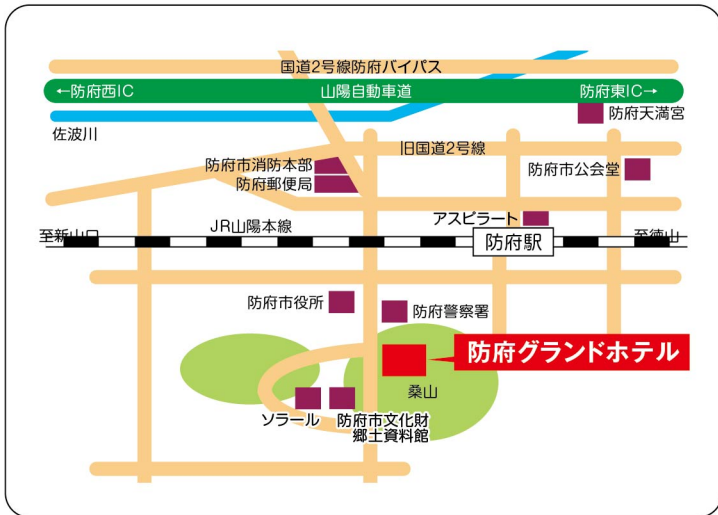 国道2号線防府バイパス
←防府西IC
山陽自動車道
防府東IC→
佐波川
防府天満宮
旧国道2号線
防府市消防本部
防府郵便局
防府市公会堂
アスピラート
JR山陽本線
至新山口
防府駅
至徳山
防府市役所
防府警察署
防府グランドホテル
桑山
ソラール
防府市文化財
郷土資料館